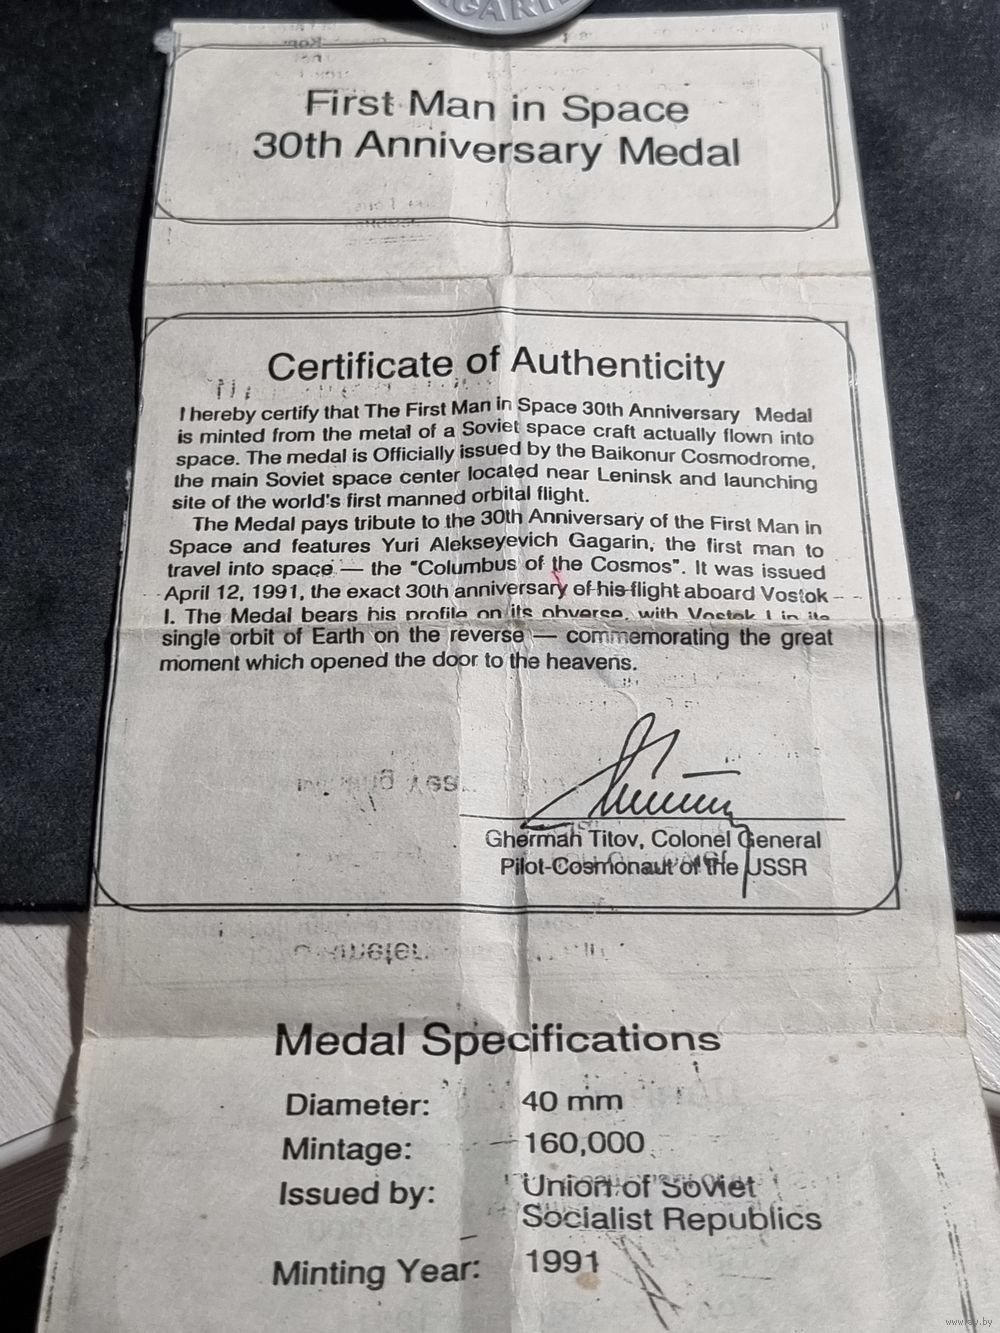 GARIN
First Man in Space
30th Anniversary Medal
Certificate of Authenticity
I hereby certify that The First Man in Space 30th Anniversary Medal
is minted from the metal of a Soviet space craft actually flown into
space. The medal is Officially issued by the Baikonur Cosmodrome,
the main Soviet space center located near Leninsk and launching
site of the world's first manned orbital flight.
The Medal pays tribute to the 30th Anniversary of the First Man in
Space and features Yuri Alekseyevich Gagarin, the first man to
travel into space — the "Columbus of the Cosmos". It was issued
April 12, 1991, the exact 30th anniversary of his flight aboard Vostok
I. The Medal bears his profile on its obverse, with Vostok I in its
single orbit of Earth on the reverse — commemorating the great
moment which opened the door to the heavens.
Gherman Titov, Colonel General
Pilot-Cosmonaut of the USSR
Medal Specifications
Diameter: 40 mm
Mintage: 160,000
Issued by: Union of Soviet
Socialist Republics
Minting Year: 1991